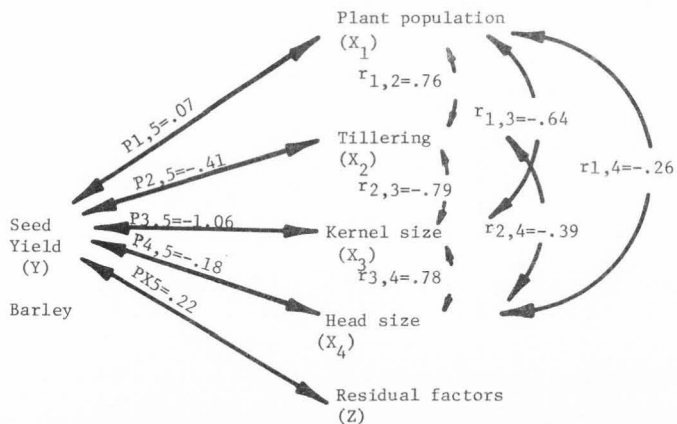 Plant population
(X1)
r1,2=.76
P1,5=.07
r1,3=-.64
Tillering
(X2)
P2,5=-.41
r1,4=-.26
r2,3=-.79
P3,5=-1.06
Seed
Yield
(Y)
Kernel size
(X3)
r2,4=-.39
P4,5=-.18
r3,4=.78
PX5=.22
Barley
Head size
(X4)
Residual factors
(Z)